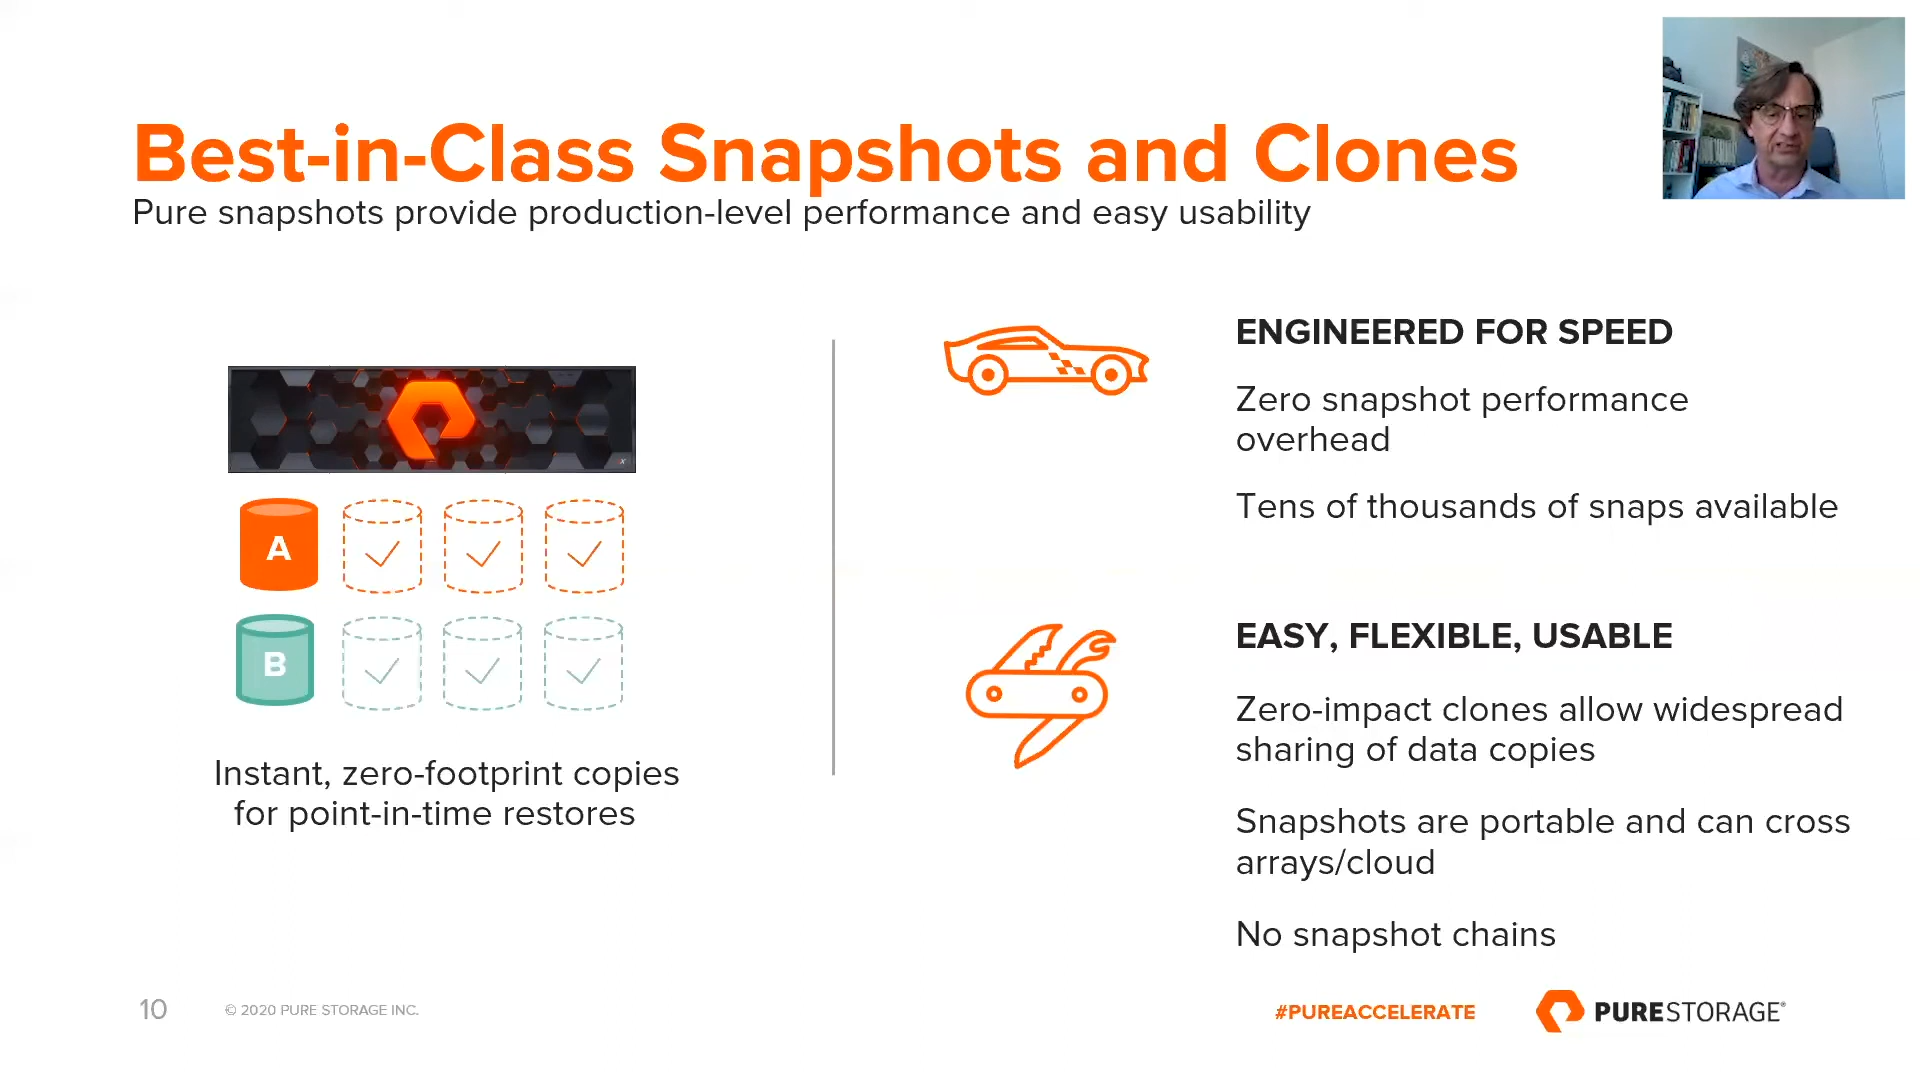 Best-in-Class Snapshots and Clones
Pure snapshots provide production-level performance and easy usability
A
B
Instant, zero-footprint copies
for point-in-time restores
ENGINEERED FOR SPEED
Zero snapshot performance
overhead
Tens of thousands of snaps available
EASY, FLEXIBLE, USABLE
Zero-impact clones allow widespread
sharing of data copies
Snapshots are portable and can cross
arrays/cloud
No snapshot chains
10
© 2020 PURE STORAGE INC.
#PUREACCELERATE
PURESTORAGE®